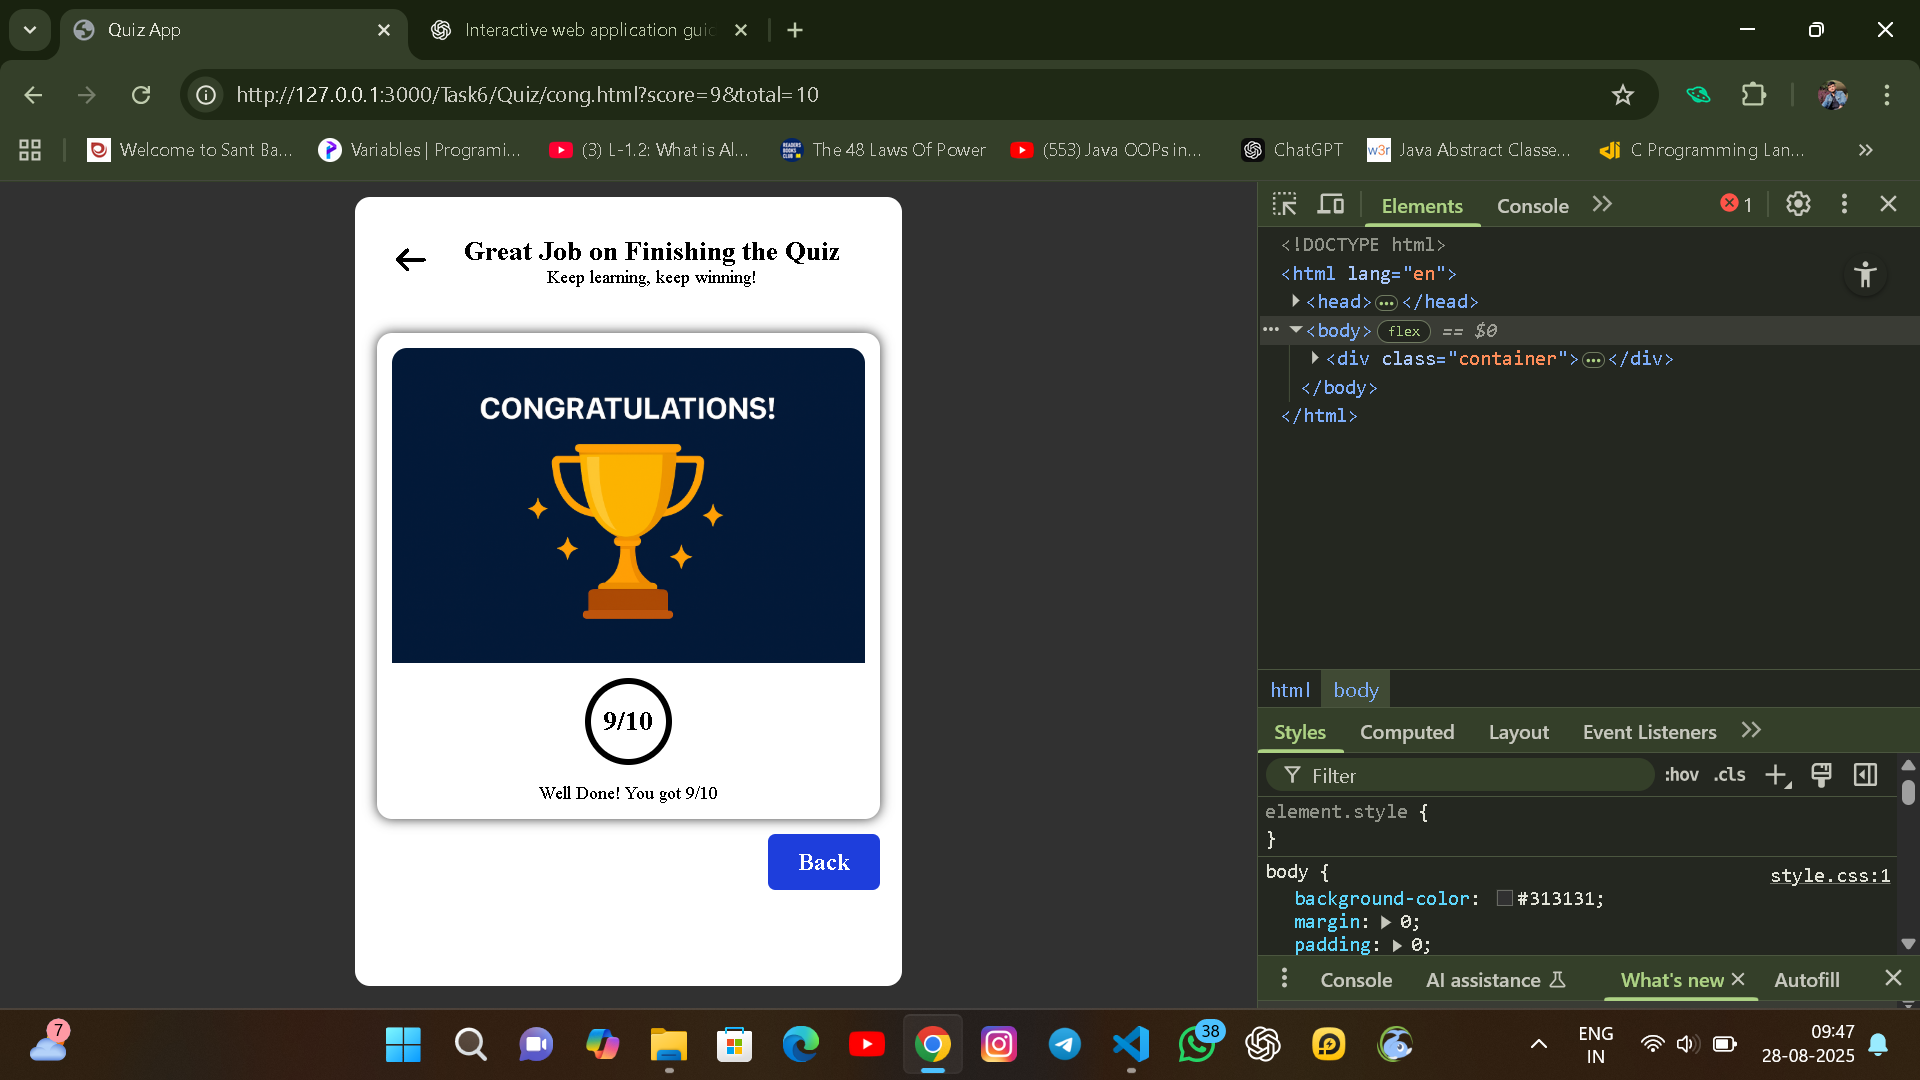 Quiz App
Interactive web application guid
http://127.0.0.1:3000/Task6/Quiz/cong.html?score=9&total=10
Welcome to Sant Ba...
Variables | Programi...
(3) L-1.2: What is Al...
READERS BOOKS CLUB
The 48 Laws Of Power
(553) Java OOPs in...
ChatGPT
w3r
Java Abstract Classe...
C Programming Lan...
Great Job on Finishing the Quiz
Keep learning, keep winning!
CONGRATULATIONS!
9/10
Well Done! You got 9/10
Back
Elements
Console
1
<!DOCTYPE html>
<html lang="en">
<head>…</head>
<body> flex == $0
<div class="container">…</div>
</body>
</html>
html body
Styles
Computed
Layout
Event Listeners
Filter
:hov .cls
element.style {
}
body {
style.css:1
background-color: #313131;
margin: 0;
padding: 0;
Console
AI assistance
What's new
Autofill
7
38
ENG
IN
09:47
28-08-2025